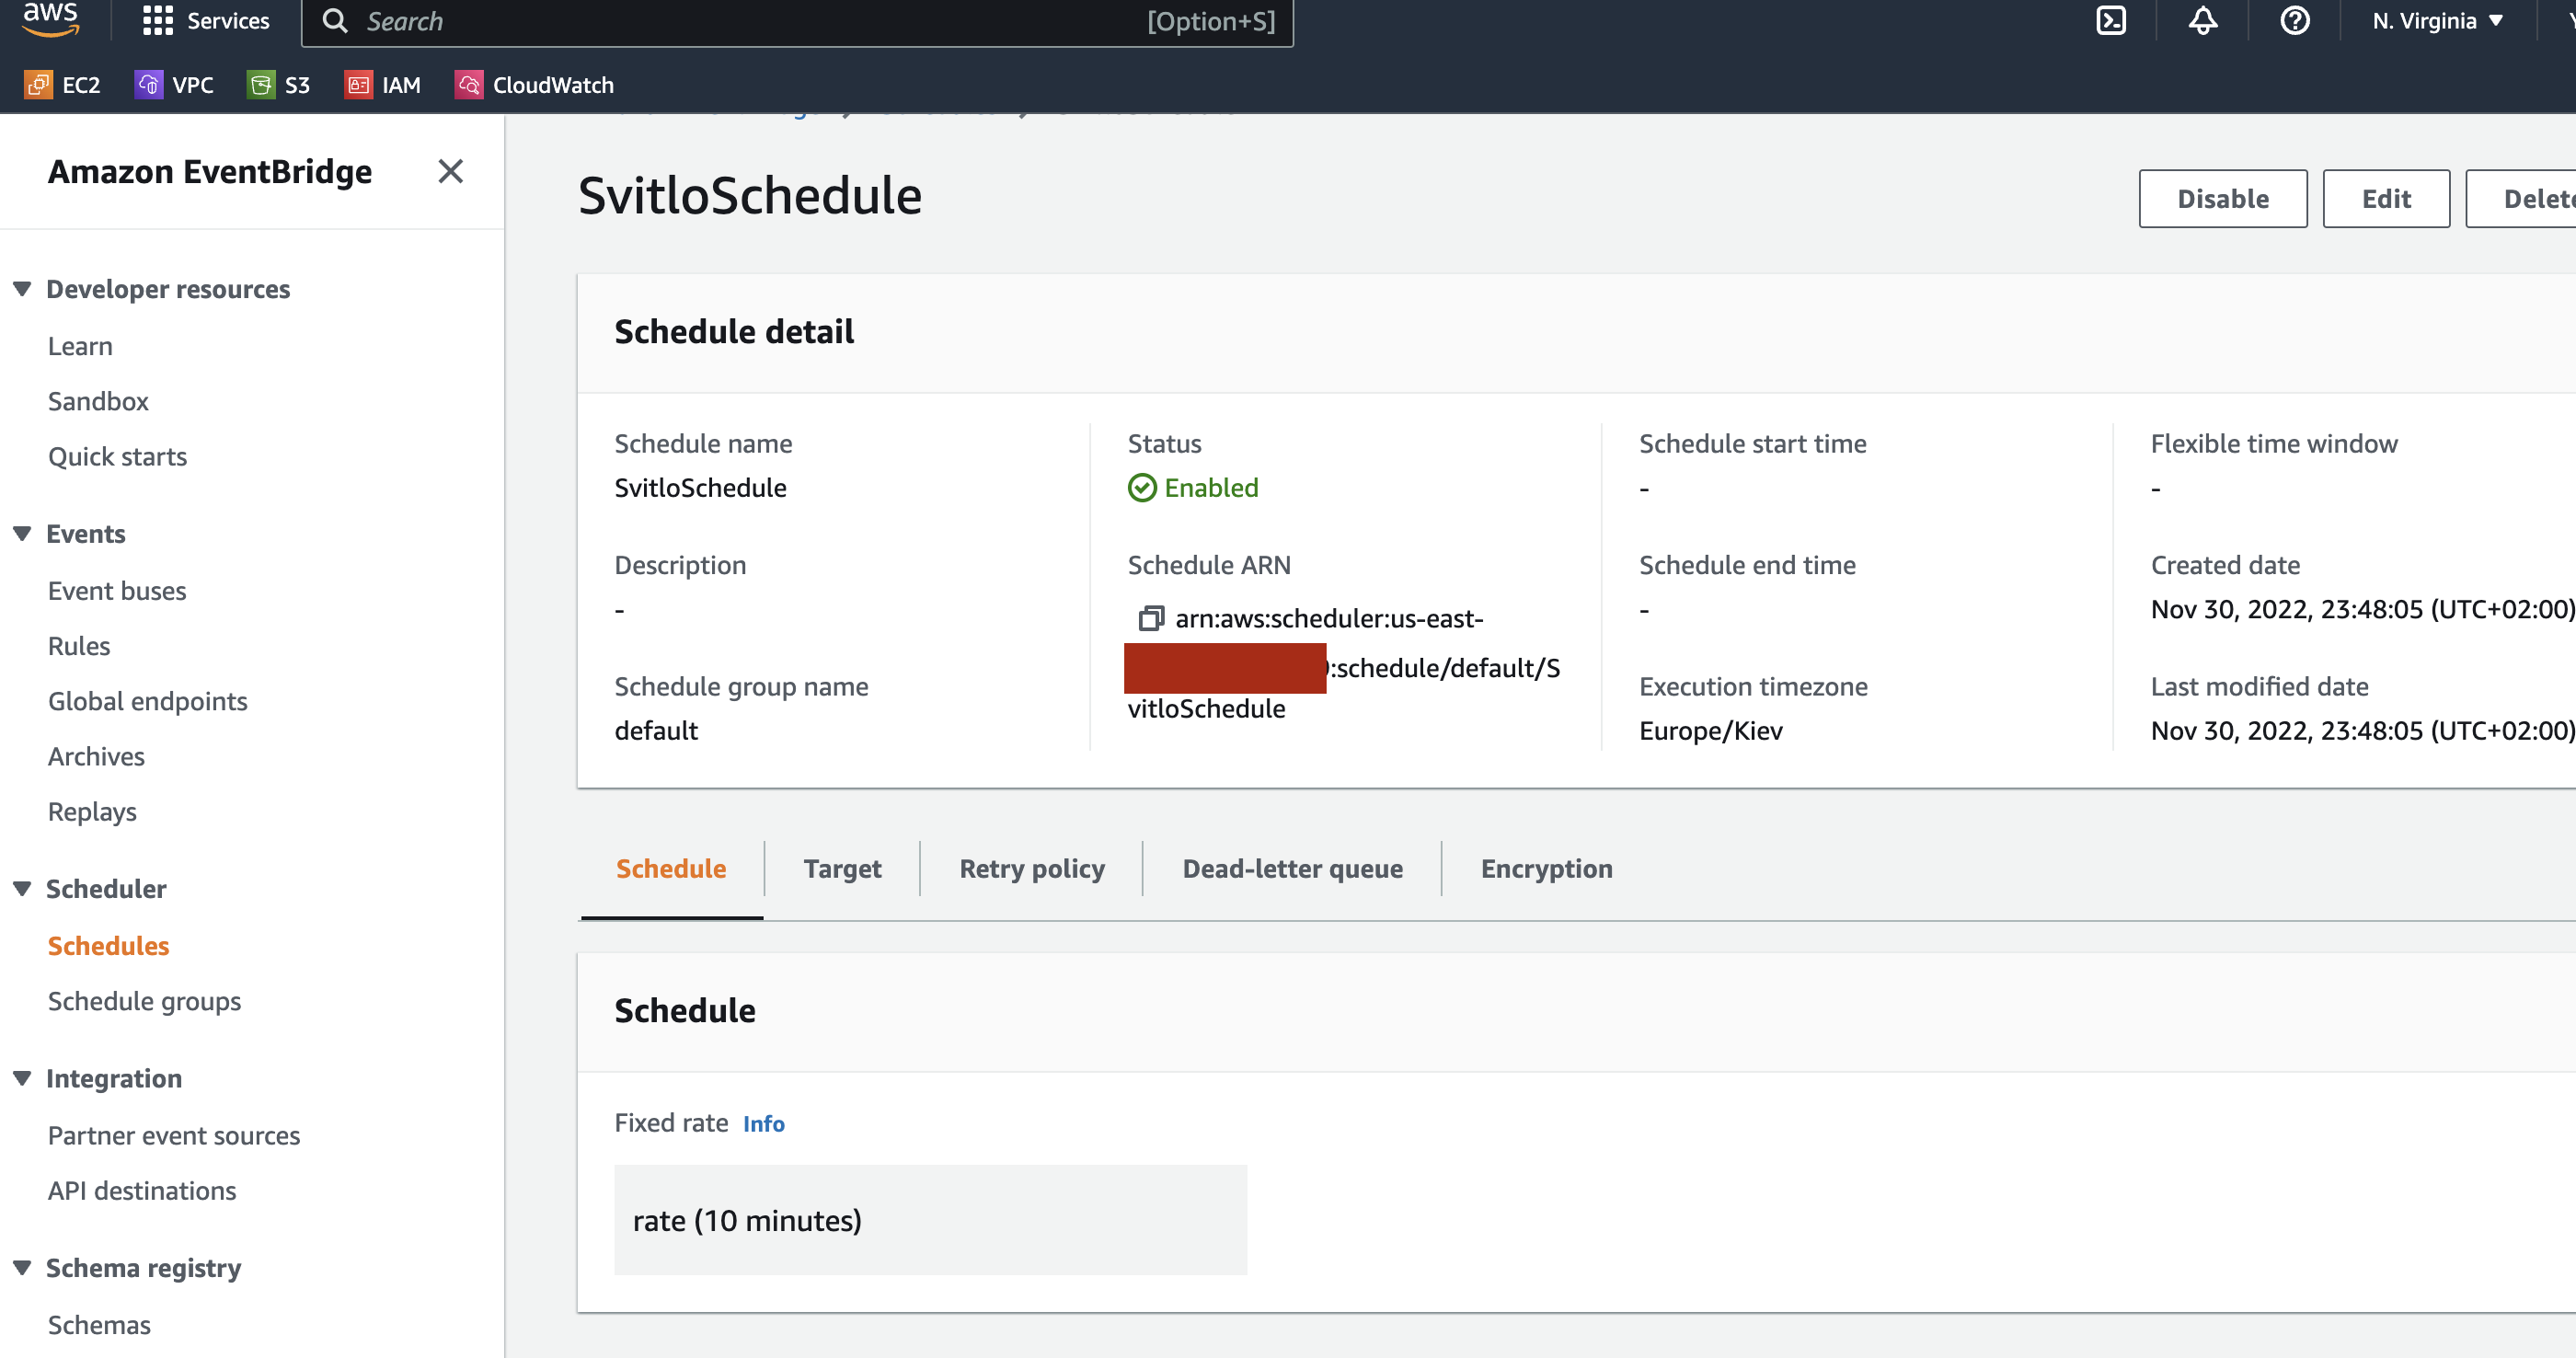 aws
Services
Search
[Option+S]
N. Virginia
EC2
VPC
S3
IAM
CloudWatch
Amazon EventBridge
Developer resources
Learn
Sandbox
Quick starts
Events
Event buses
Rules
Global endpoints
Archives
Replays
Scheduler
Schedules
Schedule groups
Integration
Partner event sources
API destinations
Schema registry
Schemas
SvitloSchedule
Disable
Edit
Delete
Schedule detail
Schedule name
SvitloSchedule
Description
-
Schedule group name
default
Status
Enabled
Schedule ARN
arn:aws:scheduler:us-east-
:schedule/default/S
vitloSchedule
Schedule start time
-
Schedule end time
-
Execution timezone
Europe/Kiev
Flexible time window
-
Created date
Nov 30, 2022, 23:48:05 (UTC+02:00)
Last modified date
Nov 30, 2022, 23:48:05 (UTC+02:00)
Schedule
Target
Retry policy
Dead-letter queue
Encryption
Schedule
Fixed rate Info
rate (10 minutes)